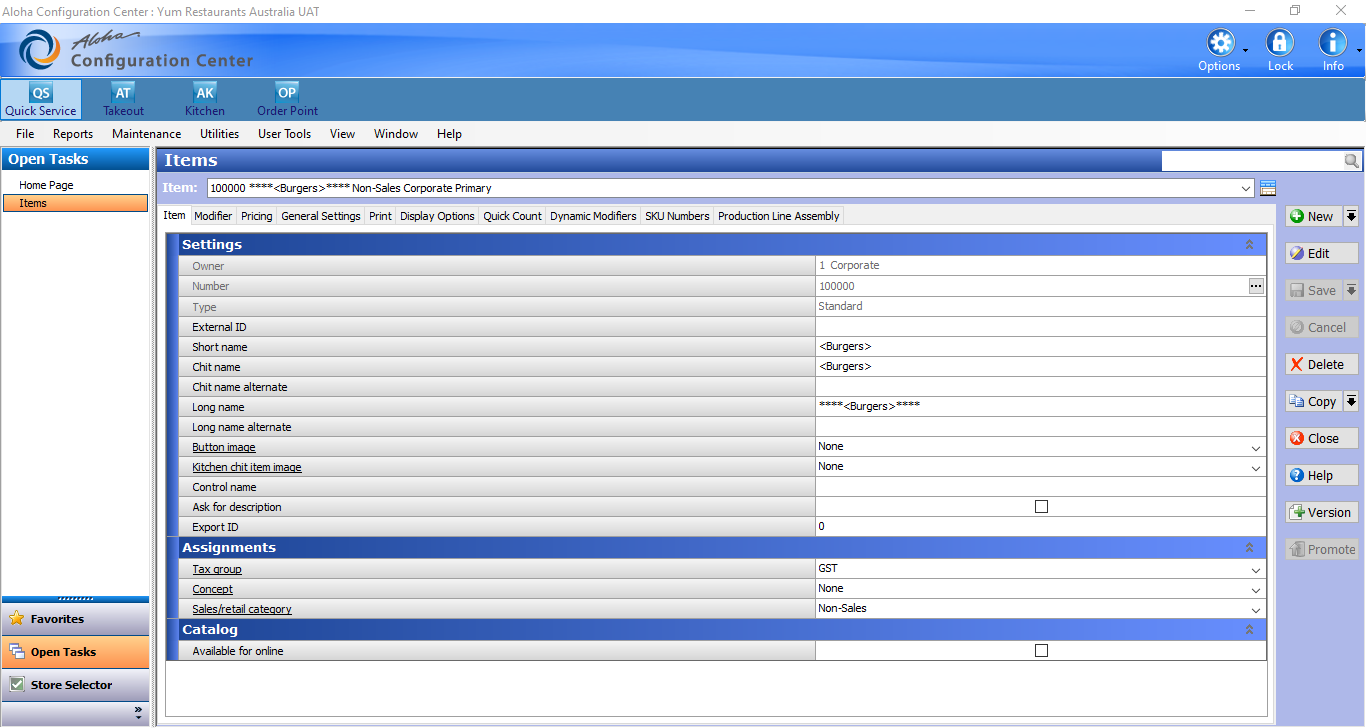 Aloha Configuration Center : Yum Restaurants Australia UAT
Aloha
Configuration Center
Options
Lock
Info
QS
Quick Service
AT
Takeout
AK
Kitchen
OP
Order Point
File Reports Maintenance Utilities User Tools View Window Help
Open Tasks
Home Page
Items
Favorites
Open Tasks
Store Selector
Items
Item: 100000 ****<Burgers>**** Non-Sales Corporate Primary
Item Modifier Pricing General Settings Print Display Options Quick Count Dynamic Modifiers SKU Numbers Production Line Assembly
Settings
Owner 1 Corporate
Number 100000 ...
Type Standard
External ID
Short name <Burgers>
Chit name <Burgers>
Chit name alternate
Long name ****<Burgers>****
Long name alternate
Button image None
Kitchen chit item image None
Control name
Ask for description
Export ID 0
Assignments
Tax group GST
Concept None
Sales/retail category Non-Sales
Catalog
Available for online
New
Edit
Save
Cancel
Delete
Copy
Close
Help
Version
Promote